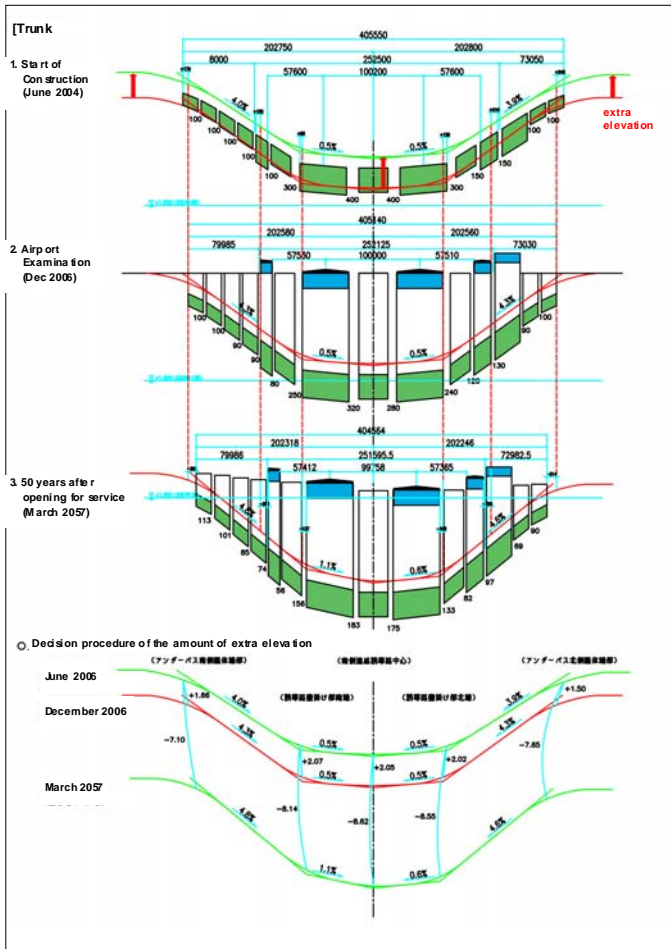 [Trunk
405550
202750 202800
8000 252500 73050
57600 100200 57600
1. Start of
Construction
(June 2004)
4.0% 0.5% 0.5% 3.9%
extra
elevation
100 100 100 100 100 100 300 400 400 300 150 150 100 100
405140
202580 202560
2. Airport
Examination
(Dec 2006)
79985 252125 73030
57530 100000 57510
4.3% 0.5% 0.5% 4.3%
100 100 90 90 80 250 320 280 240 120 130 90 100
404564
202318 202246
79986 251595.5 72982.5
57412 99758 57365
3. 50 years after
opening for service
(March 2057)
4.6% 1.1% 0.6% 4.6%
113 101 85 74 56 156 183 175 133 82 97 69 90
Decision procedure of the amount of extra elevation
June 2006
+1.86 4.0% 3.9% +1.50
December 2006
4.3% 0.5% 0.5% 4.3%
-7.10 +2.07 +2.05 +2.02 -7.65
0.5% 0.5%
March 2057
-8.14 -8.62 -8.55
4.6% 1.1% 0.6% 4.6%